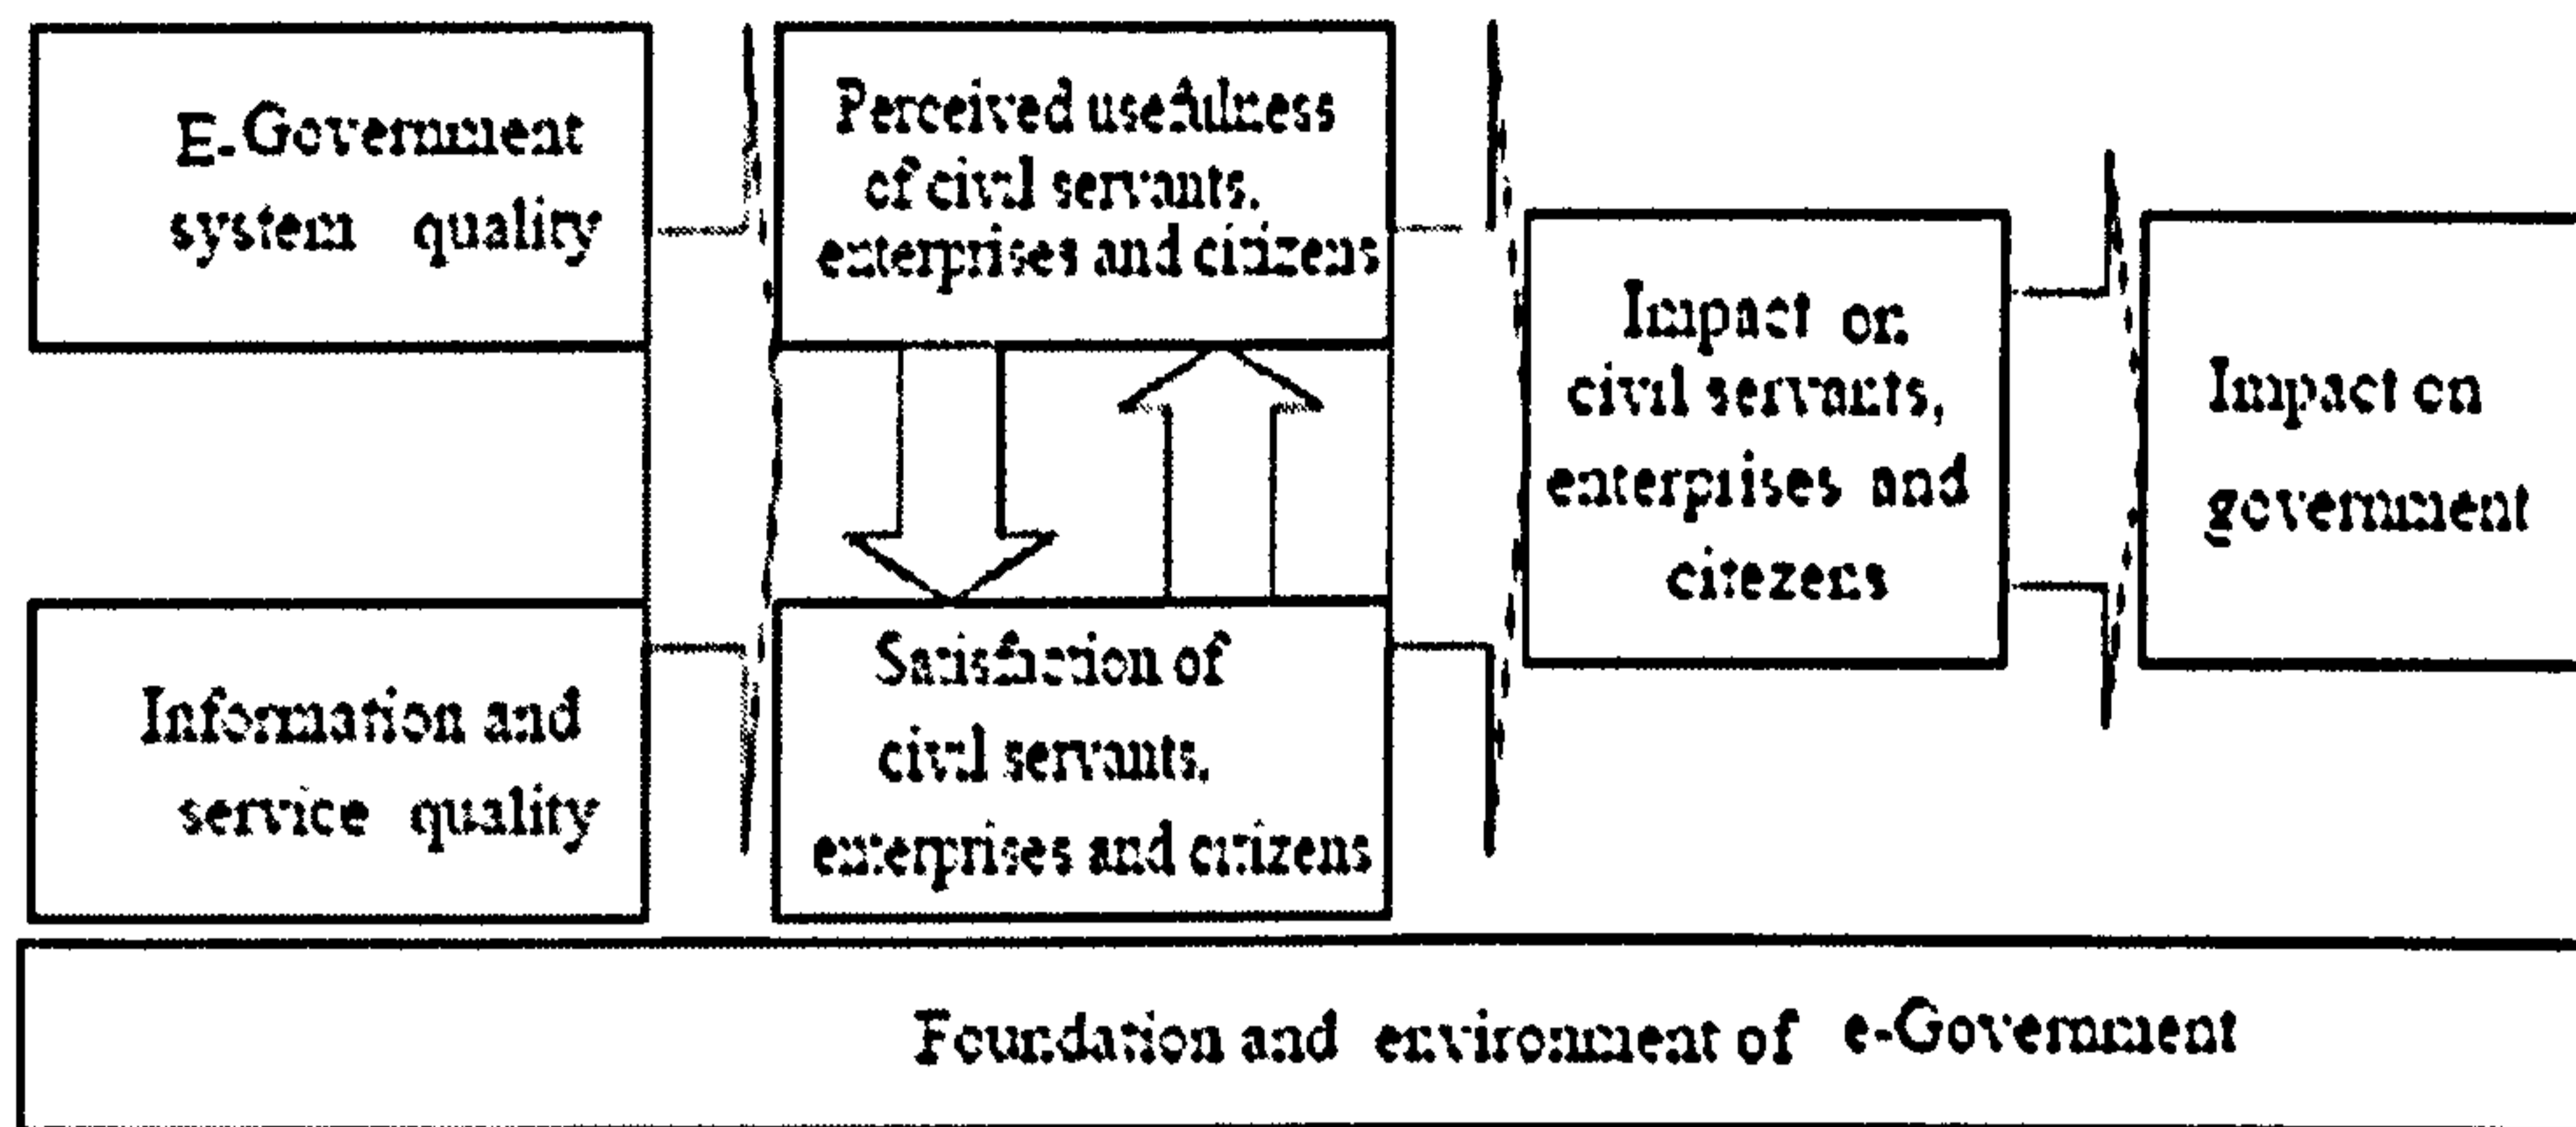 E-Government
system quality
Perceived usefulness
of civil servants,
enterprises and citizens
Impact on
civil servants,
enterprises and
citezens
Impact on
government
Information and
service quality
Satisfaction of
civil servants,
enterprises and citizens
Foundation and environment of e-Government